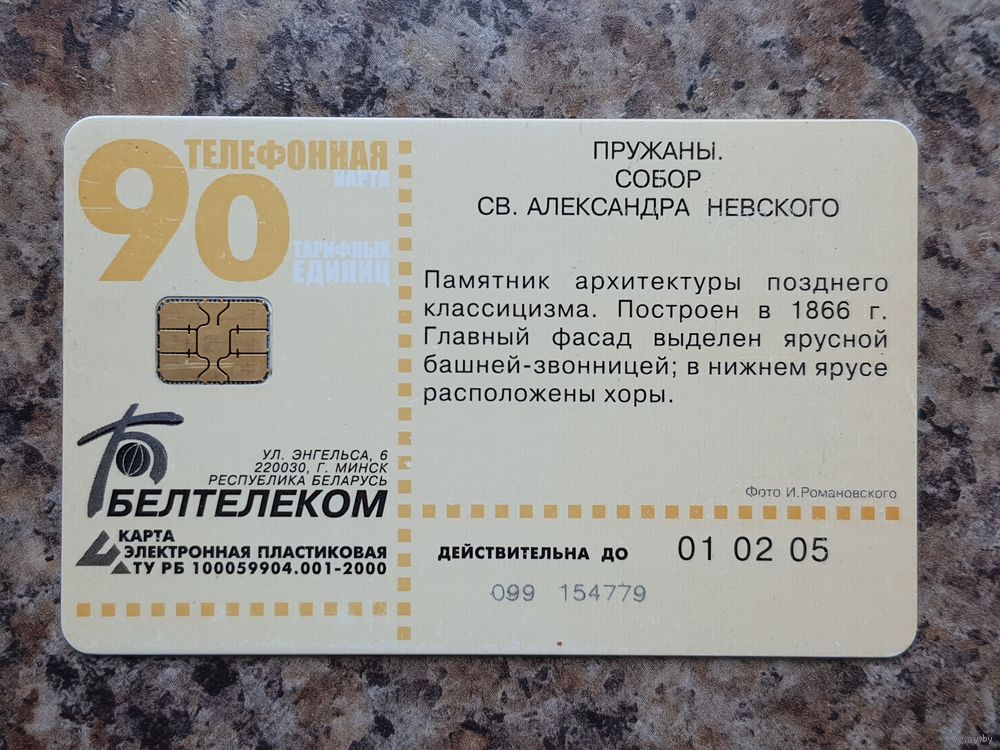 90
ТЕЛЕФОННАЯ
КАРТА
ТАРИФНЫХ
ЕДИНИЦ
УЛ. ЭНГЕЛЬСА, 6
220030, Г. МИНСК
РЕСПУБЛИКА БЕЛАРУСЬ
БЕЛТЕЛЕКОМ
КАРТА
ЭЛЕКТРОННАЯ ПЛАСТИКОВАЯ
ТУ РБ 100059904.001-2000
ПРУЖАНЫ.
СОБОР
СВ. АЛЕКСАНДРА НЕВСКОГО
Памятник архитектуры позднего
классицизма. Построен в 1866 г.
Главный фасад выделен ярусной
башней-звонницей; в нижнем ярусе
расположены хоры.
Фото И.Романовского
ДЕЙСТВИТЕЛЬНА ДО 01 02 05
099 154779